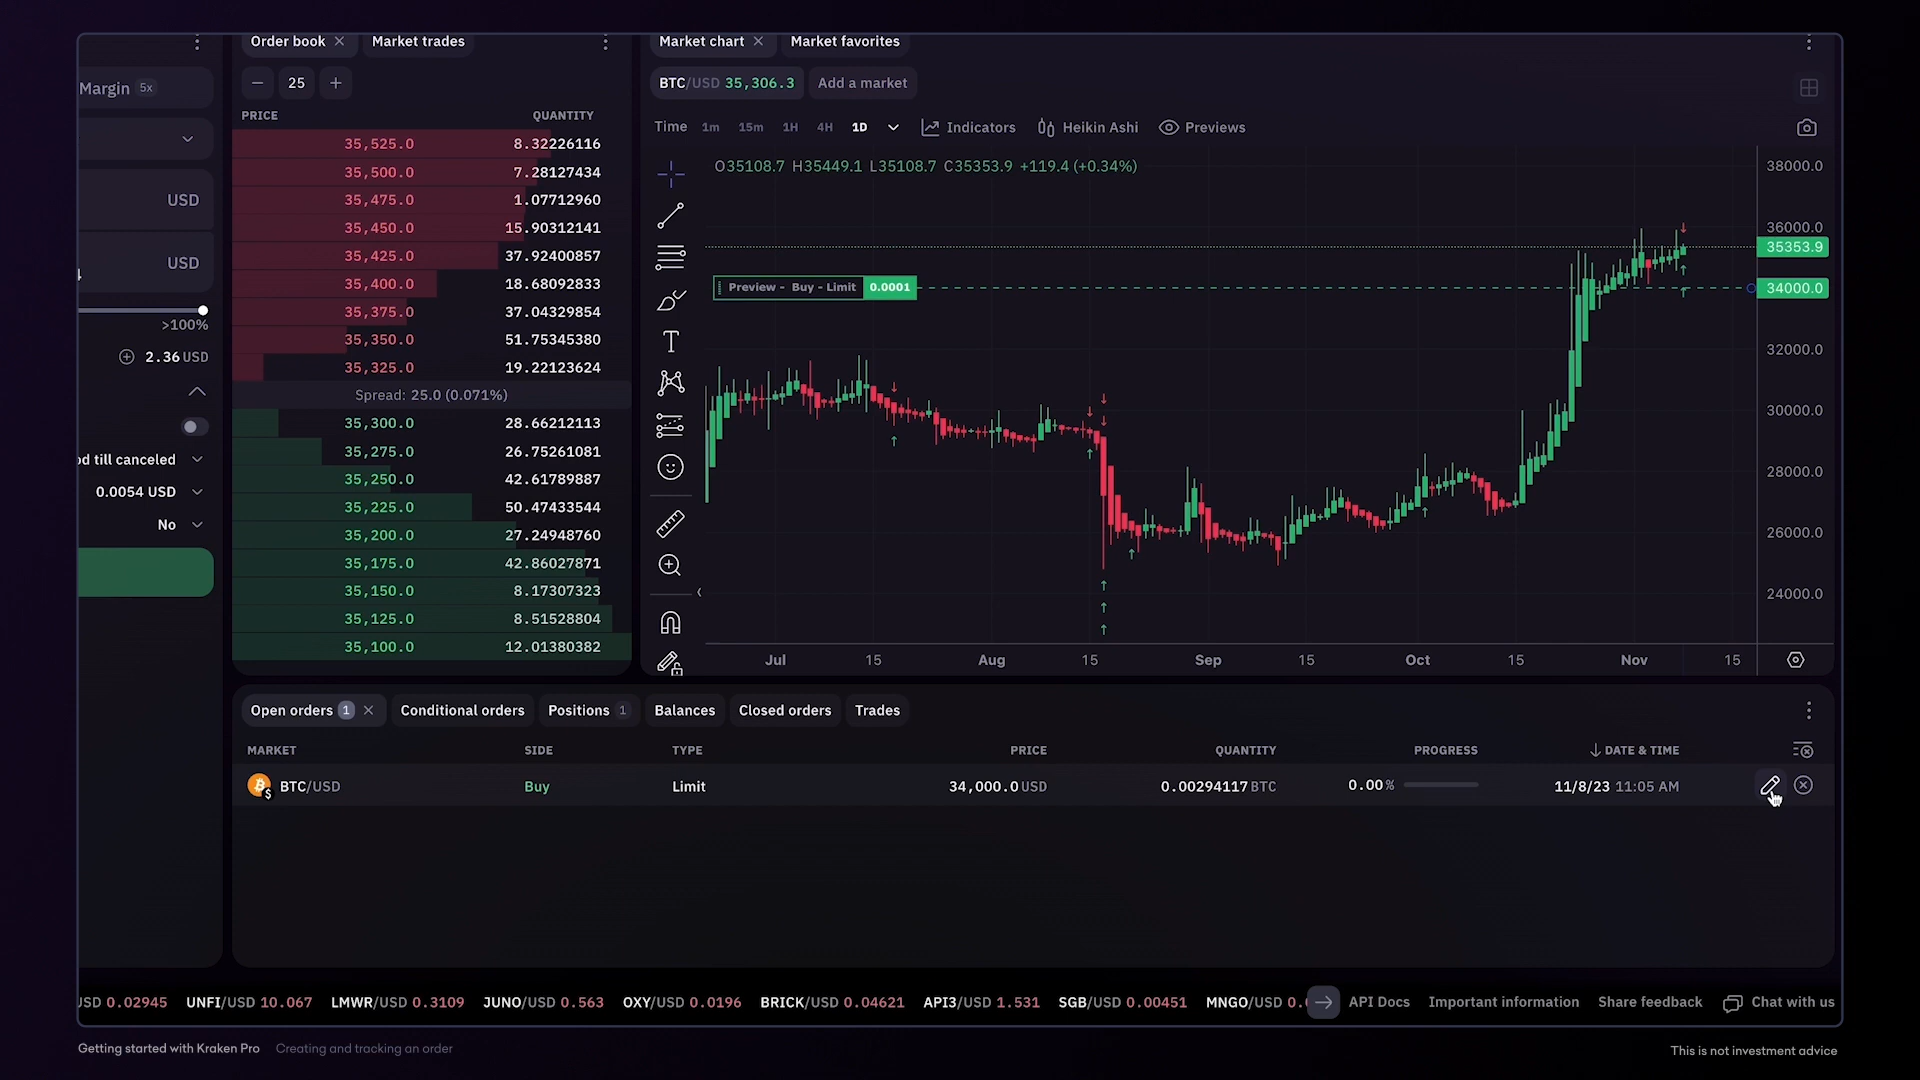 Margin 5x
USD
USD
>100%
2.36 USD
od till canceled
0.0054 USD
No
Order book
Market trades
25
PRICE QUANTITY
35,525.0 8.32226116
35,500.0 7.28127434
35,475.0 1.07712960
35,450.0 15.90312141
35,425.0 37.92400857
35,400.0 18.68092833
35,375.0 37.04329854
35,350.0 51.75345380
35,325.0 19.22123624
Spread: 25.0 (0.071%)
35,300.0 28.66212113
35,275.0 26.75261081
35,250.0 42.61789887
35,225.0 50.47433544
35,200.0 27.24948760
35,175.0 42.86027871
35,150.0 8.17307323
35,125.0 8.51528804
35,100.0 12.01380382
Market chart
Market favorites
BTC/USD 35,306.3 Add a market
Time 1m 15m 1H 4H 1D Indicators Heikin Ashi Previews
O35108.7 H35449.1 L35108.7 C35353.9 +119.4 (+0.34%)
Preview - Buy - Limit 0.0001
38000.0
36000.0
35353.9
34000.0
32000.0
30000.0
28000.0
26000.0
24000.0
Jul 15 Aug 15 Sep 15 Oct 15 Nov 15
Open orders 1 Conditional orders Positions 1 Balances Closed orders Trades
MARKET SIDE TYPE PRICE QUANTITY PROGRESS DATE & TIME
BTC/USD Buy Limit 34,000.0 USD 0.00294117 BTC 0.00% 11/8/23 11:05 AM
USD 0.02945 UNFI/USD 10.067 LMWR/USD 0.3109 JUNO/USD 0.563 OXY/USD 0.0196 BRICK/USD 0.04621 API3/USD 1.531 SGB/USD 0.00451 MNGO/USD API Docs Important information Share feedback Chat with us
Getting started with Kraken Pro Creating and tracking an order
This is not investment advice